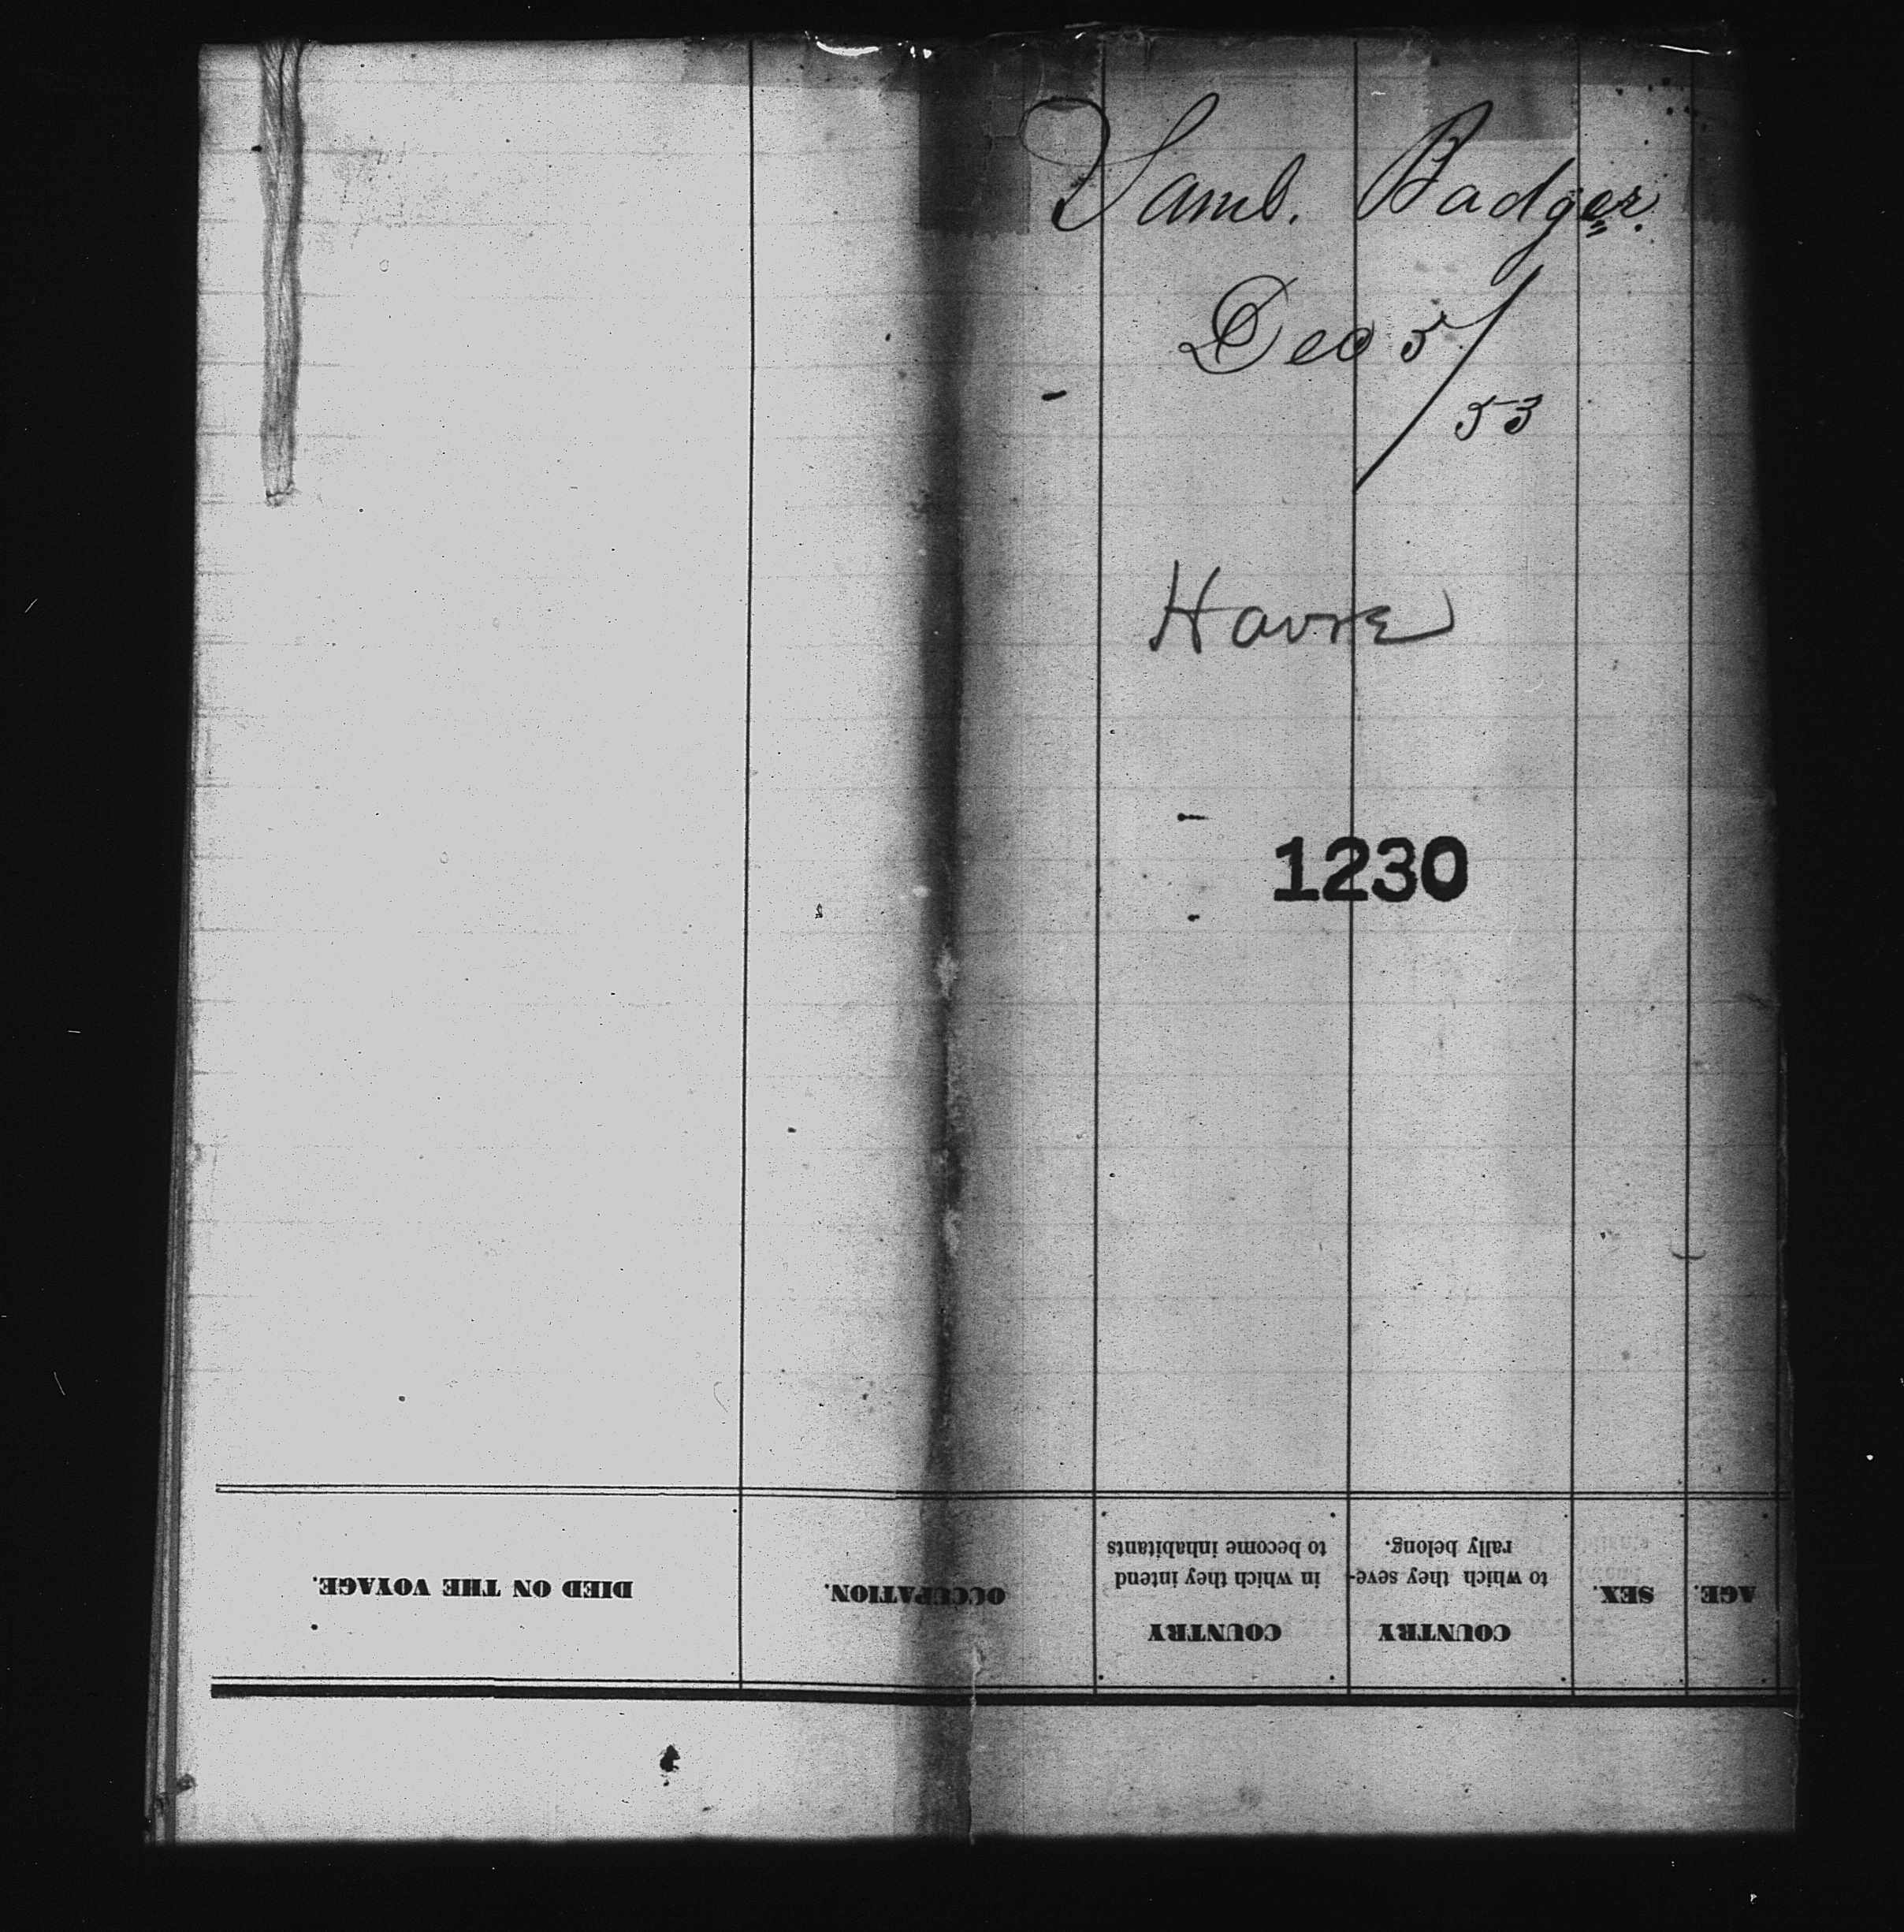 Saml. Badger.
Dec 5/53
Havre
1230
AGE.
SEX.
COUNTRY
to which they seve-
rally belong.
COUNTRY
in which they intend
to become inhabitants
OCCUPATION.
DIED ON THE VOYAGE.